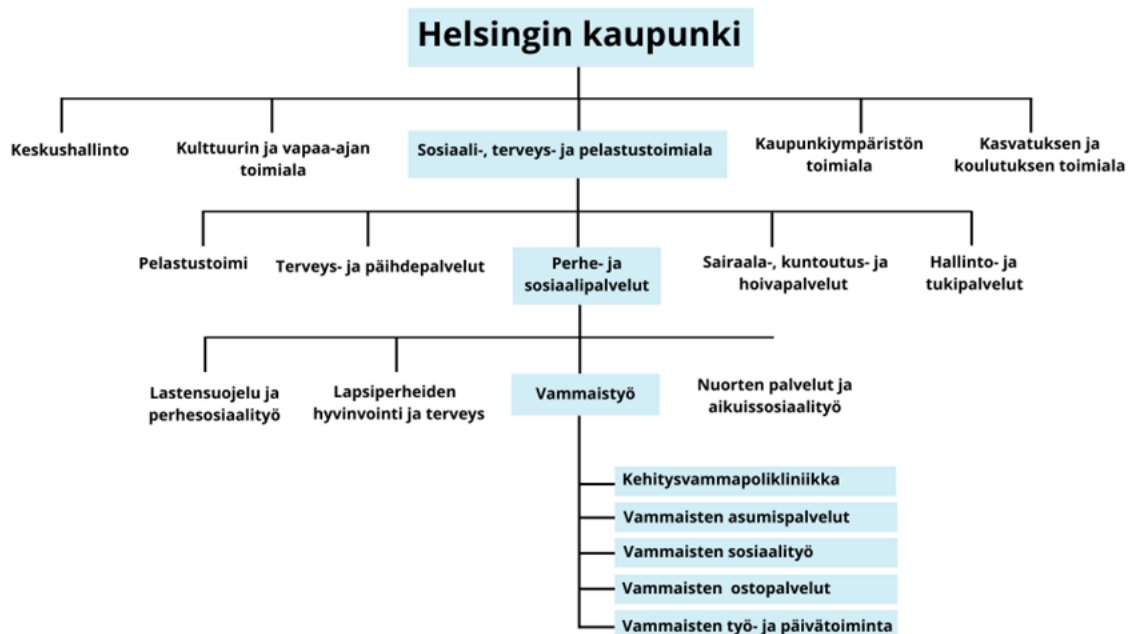 Helsingin kaupunki
Keskushallinto
Kulttuurin ja vapaa-ajan
toimiala
Sosiaali-, terveys- ja pelastustoimiala
Kaupunkiympäristön
toimiala
Kasvatuksen ja
koulutuksen toimiala
Pelastustoimi
Terveys- ja päihdepalvelut
Perhe- ja
sosiaalipalvelut
Sairaala-, kuntoutus- ja
hoivapalvelut
Hallinto- ja
tukipalvelut
Lastensuojelu ja
perhesosiaalityö
Lapsiperheiden
hyvinvointi ja terveys
Vammaistyö
Nuorten palvelut ja
aikuissosiaalityö
Kehitysvammapolikliniikka
Vammaisten asumispalvelut
Vammaisten sosiaalityö
Vammaisten ostopalvelut
Vammaisten työ- ja päivätoiminta